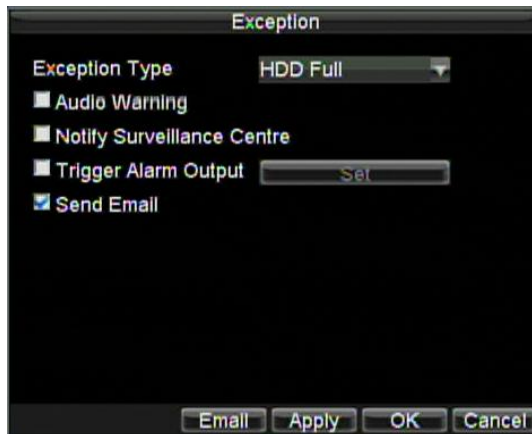 Exception
Exception Type HDD Full
Audio Warning
Notify Surveillance Centre
Trigger Alarm Output Set
Send Email
Email Apply OK Cancel